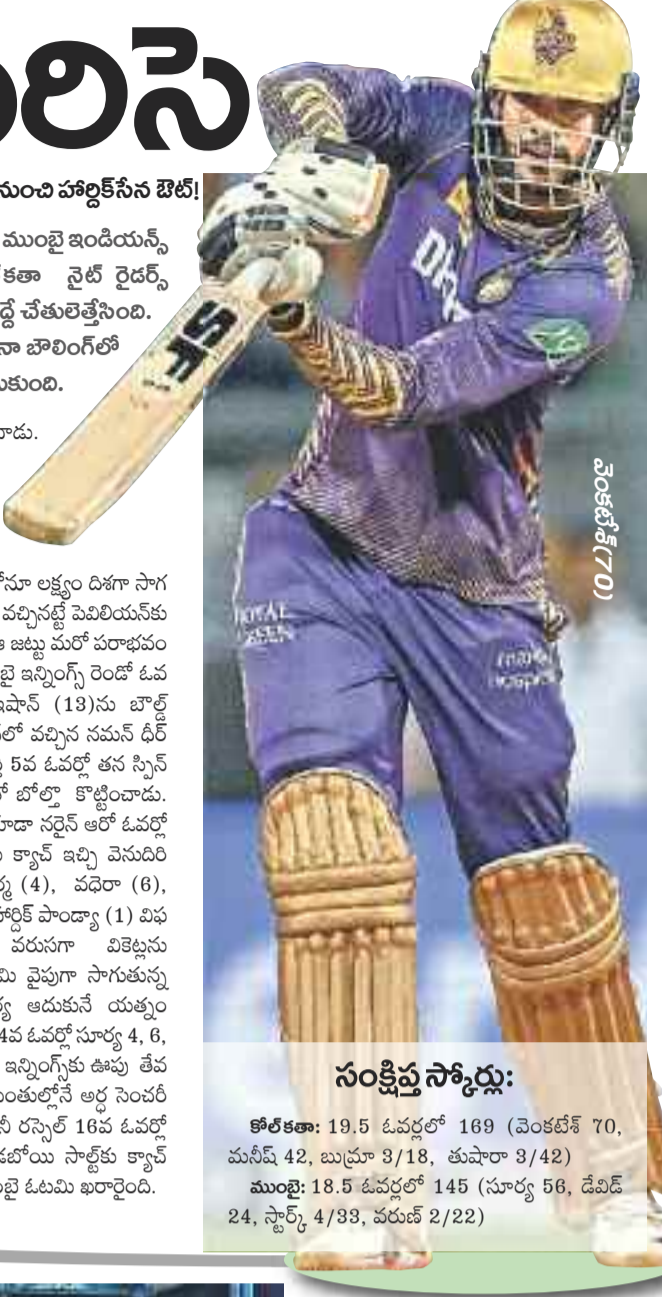 రిసె
నుంచి హార్దిక్‌సేన ఔట్!
ముంబై ఇండియన్స్
కతా నైట్ రైడర్స్
ద్దే చేతులెత్తేసింది.
నా బౌలింగ్‌లో
కుంది.
డు.
నూ లక్ష్యం దిశగా సాగ
వచ్చినట్టే పెవిలియన్‌కు
ఆ జట్టు మరో పరాభవం
బై ఇన్నింగ్స్ రెండో ఓవ
షాన్ (13)ను బౌల్డ్
లో వచ్చిన నమన్ ధీర్
5వ ఓవర్లో తన స్పిన్
బోల్తా కొట్టించాడు.
డా నరైన్ ఆరో ఓవర్లో
క్యాచ్ ఇచ్చి వెనుదిరి
(4), వధెరా (6),
హార్దిక్ పాండ్యా (1) విఫ
వరుసగా వికెట్లను
మి వైపుగా సాగుతున్న
ర్య ఆదుకునే యత్నం
4వ ఓవర్లో సూర్య 4, 6,
ఇన్నింగ్స్‌కు ఊపు తేవ
తుల్లోనే అర్ధ సెంచరీ
నీ రస్సెల్ 16వ ఓవర్లో
డబోయి సాల్ట్‌కు క్యాచ్
బై ఓటమి ఖరారైంది.
SF
వెంకటేశ్(70)
సంక్షిప్త స్కోర్లు:
కోల్‌కతా: 19.5 ఓవర్లలో 169 (వెంకటేశ్ 70,
మనీష్ 42, బుమ్రా 3/18, తుషారా 3/42)
ముంబై: 18.5 ఓవర్లలో 145 (సూర్య 56, డేవిడ్
24, స్టార్క్ 4/33, వరుణ్ 2/22)